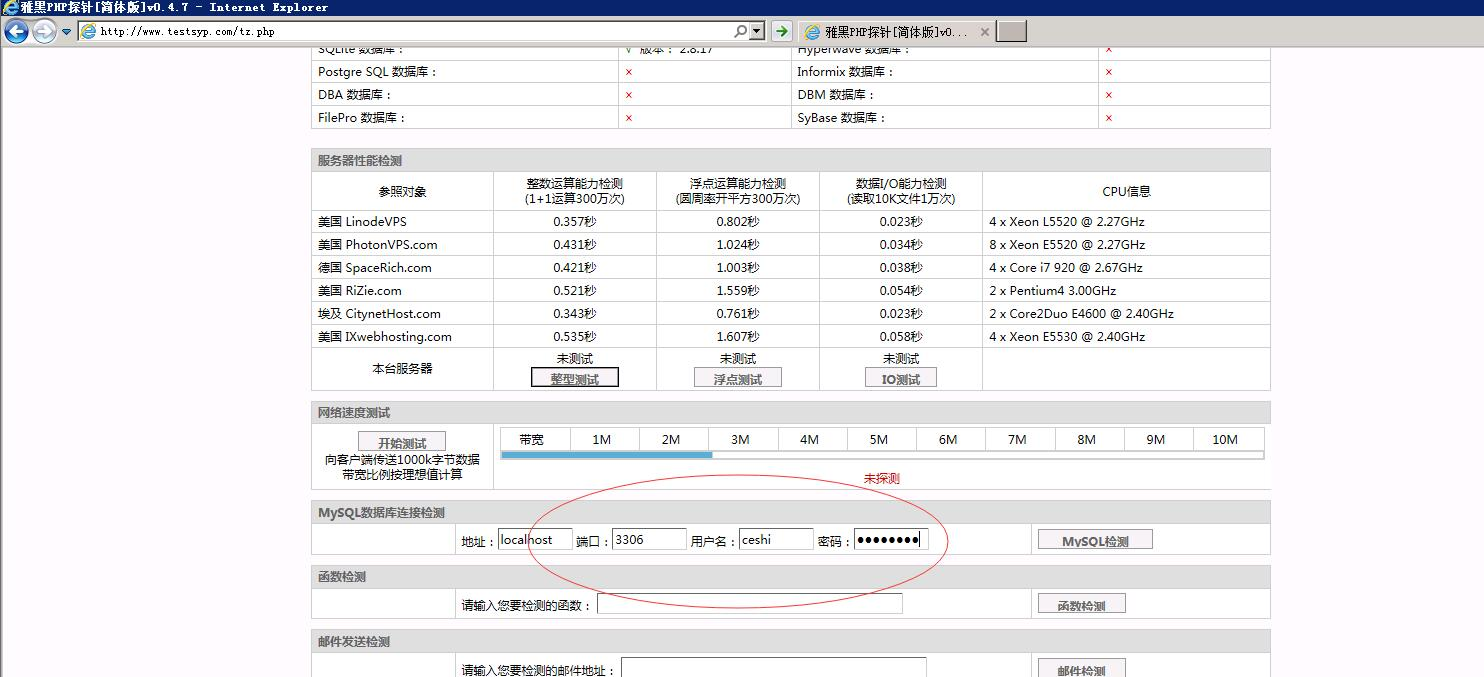 雅黑PHP探针[简体版]v0.4.7 - Internet Explorer
http://www.testsyp.com/tz.php 雅黑PHP探针[简体版]v0...
SQLite 数据库： √ 版本： 2.8.17 Hyperwave 数据库： ×
Postgre SQL 数据库： × Informix 数据库： ×
DBA 数据库： × DBM 数据库： ×
FilePro 数据库： × SyBase 数据库： ×
服务器性能检测
参照对象 整数运算能力检测 浮点运算能力检测 数据I/O能力检测 CPU信息
(1+1运算300万次) (圆周率开平方300万次) (读取10K文件1万次)
美国 LinodeVPS 0.357秒 0.802秒 0.023秒 4 x Xeon L5520 @ 2.27GHz
美国 PhotonVPS.com 0.431秒 1.024秒 0.034秒 8 x Xeon E5520 @ 2.27GHz
德国 SpaceRich.com 0.421秒 1.003秒 0.038秒 4 x Core i7 920 @ 2.67GHz
美国 RiZie.com 0.521秒 1.559秒 0.054秒 2 x Pentium4 3.00GHz
埃及 CitynetHost.com 0.343秒 0.761秒 0.023秒 2 x Core2Duo E4600 @ 2.40GHz
美国 IXwebhosting.com 0.535秒 1.607秒 0.058秒 4 x Xeon E5530 @ 2.40GHz
本台服务器 未测试 未测试 未测试
整型测试 浮点测试 IO测试
网络速度测试
开始测试 带宽 1M 2M 3M 4M 5M 6M 7M 8M 9M 10M
向客户端传送1000k字节数据
带宽比例按理想值计算
未探测
MySQL数据库连接检测
地址： localhost 端口： 3306 用户名： ceshi 密码： ●●●●●●●● MySQL检测
函数检测
请输入您要检测的函数： 函数检测
邮件发送检测
请输入您要检测的邮件地址： 邮件检测